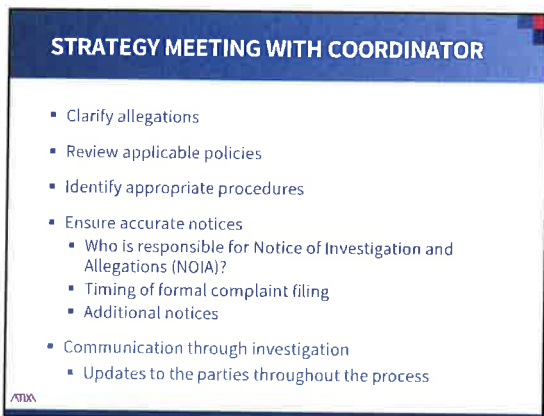 STRATEGY MEETING WITH COORDINATOR
▪ Clarify allegations
▪ Review applicable policies
▪ Identify appropriate procedures
▪ Ensure accurate notices
▪ Who is responsible for Notice of Investigation and
Allegations (NOIA)?
▪ Timing of formal complaint filing
▪ Additional notices
▪ Communication through investigation
▪ Updates to the parties throughout the process
ATIXA